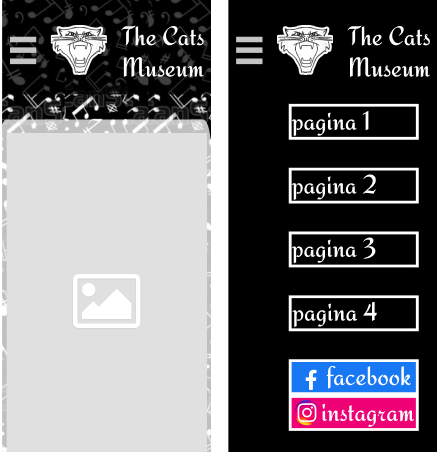 The Cats
Museum
The Cats
Museum
pagina 1
pagina 2
pagina 3
pagina 4
facebook
instagram